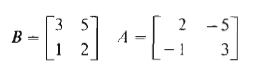 B = [3 5; 1 2] A = [2 -5; -1 3]